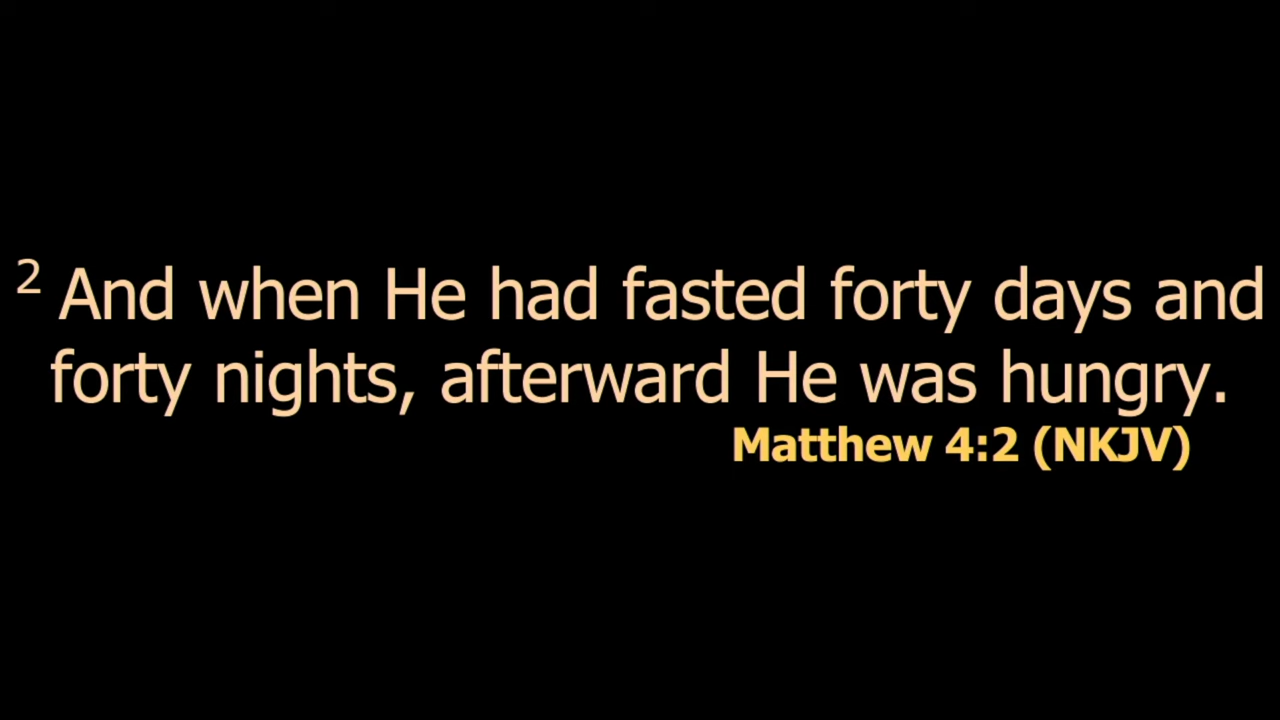 2 And when He had fasted forty days and
forty nights, afterward He was hungry.
Matthew 4:2 (NKJV)